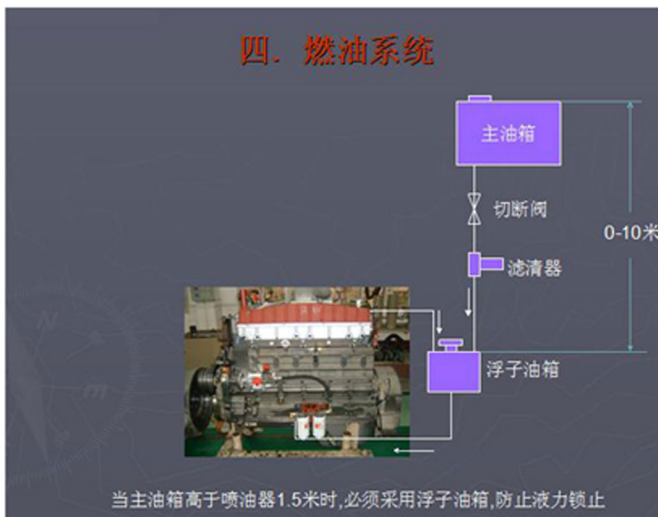 四．燃油系统
主油箱
切断阀
0-10米
滤清器
浮子油箱
当主油箱高于喷油器1.5米时,必须采用浮子油箱,防止液力锁止